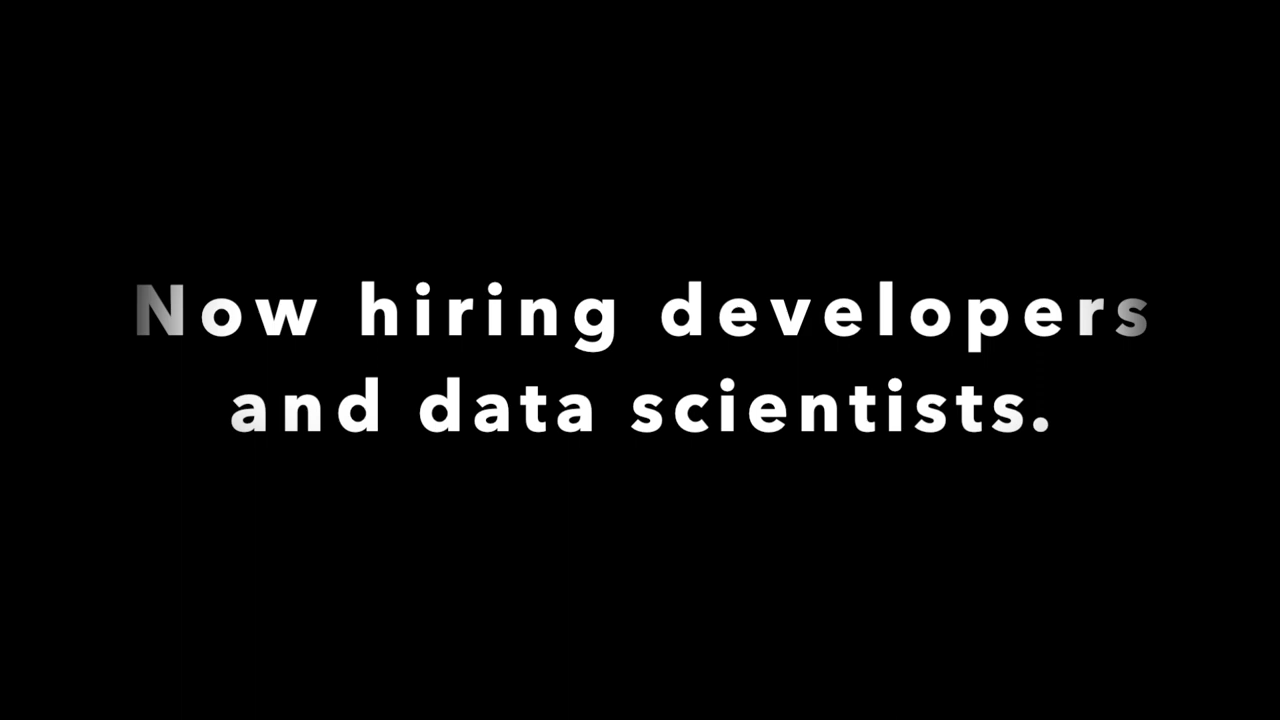 Now hiring developers
and data scientists.